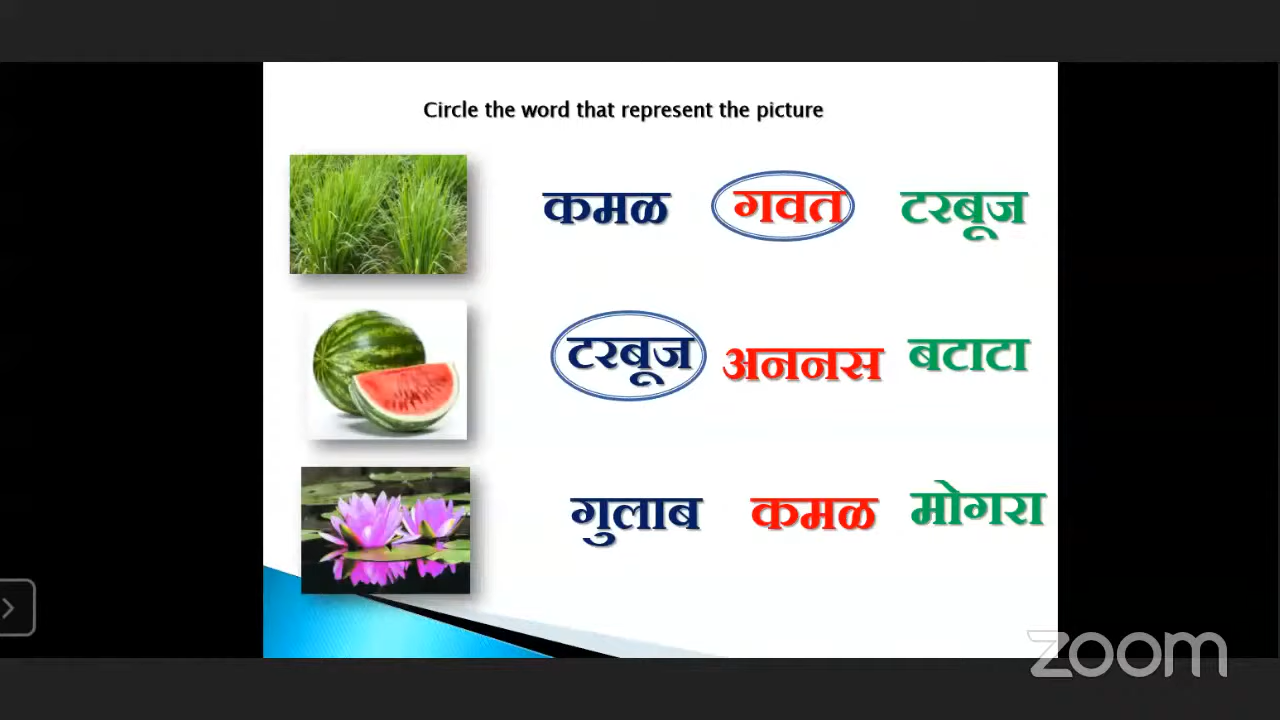 Circle the word that represent the picture
कमळ गवत टरबूज
टरबूज अननस बटाटा
गुलाब कमळ मोगरा
zoom